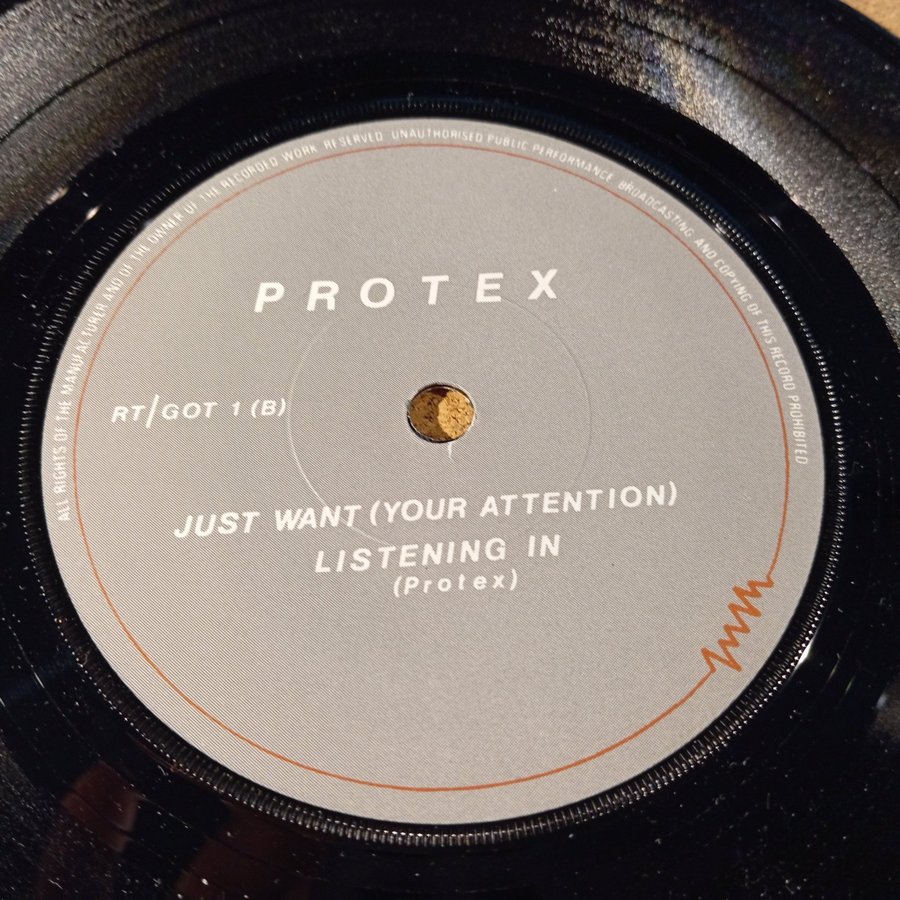 ALL RIGHTS OF THE MANUFACTURER AND OF THE OWNER OF THE RECORDED WORK RESERVED UNAUTHORISED PUBLIC PERFORMANCE BROADCASTING AND COPYING OF THIS RECORD PROHIBITED
PROTEX
RT/GOT 1 (B)
JUST WANT (YOUR ATTENTION)
LISTENING IN
(Protex)